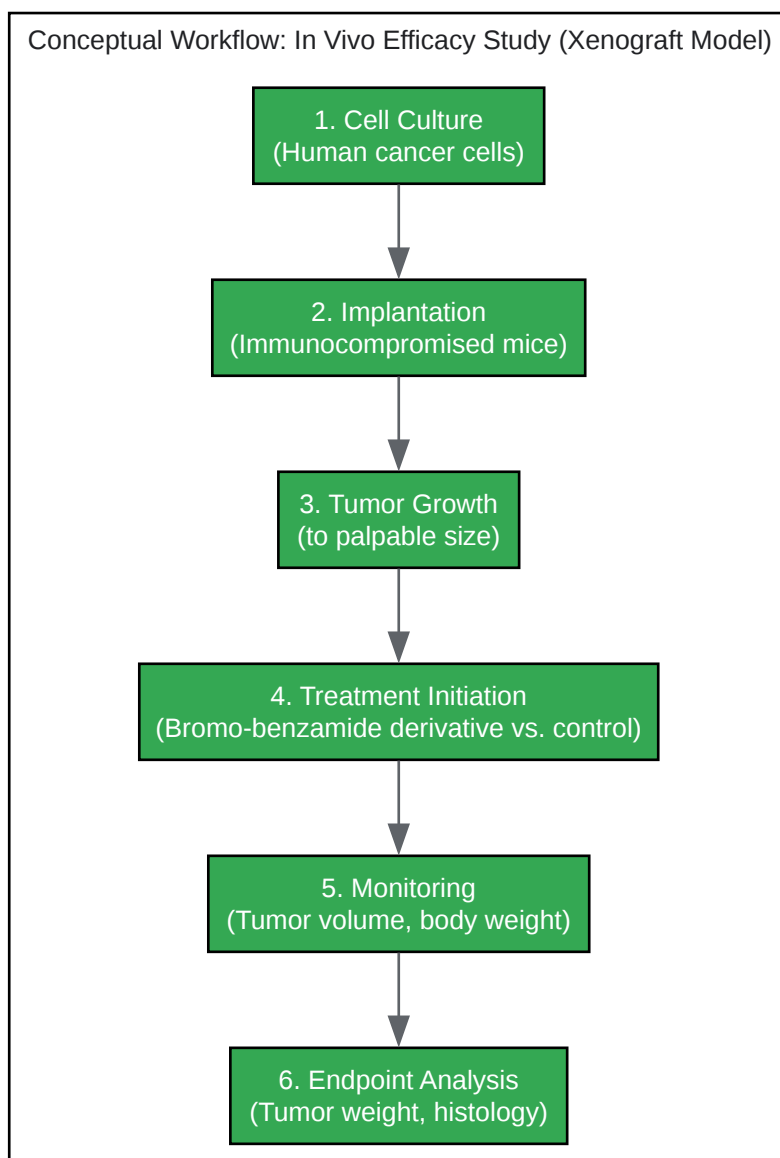 Conceptual Workflow: In Vivo Efficacy Study (Xenograft Model)
1. Cell Culture
(Human cancer cells)
2. Implantation
(Immunocompromised mice)
3. Tumor Growth
(to palpable size)
4. Treatment Initiation
(Bromo-benzamide derivative vs. control)
5. Monitoring
(Tumor volume, body weight)
6. Endpoint Analysis
(Tumor weight, histology)